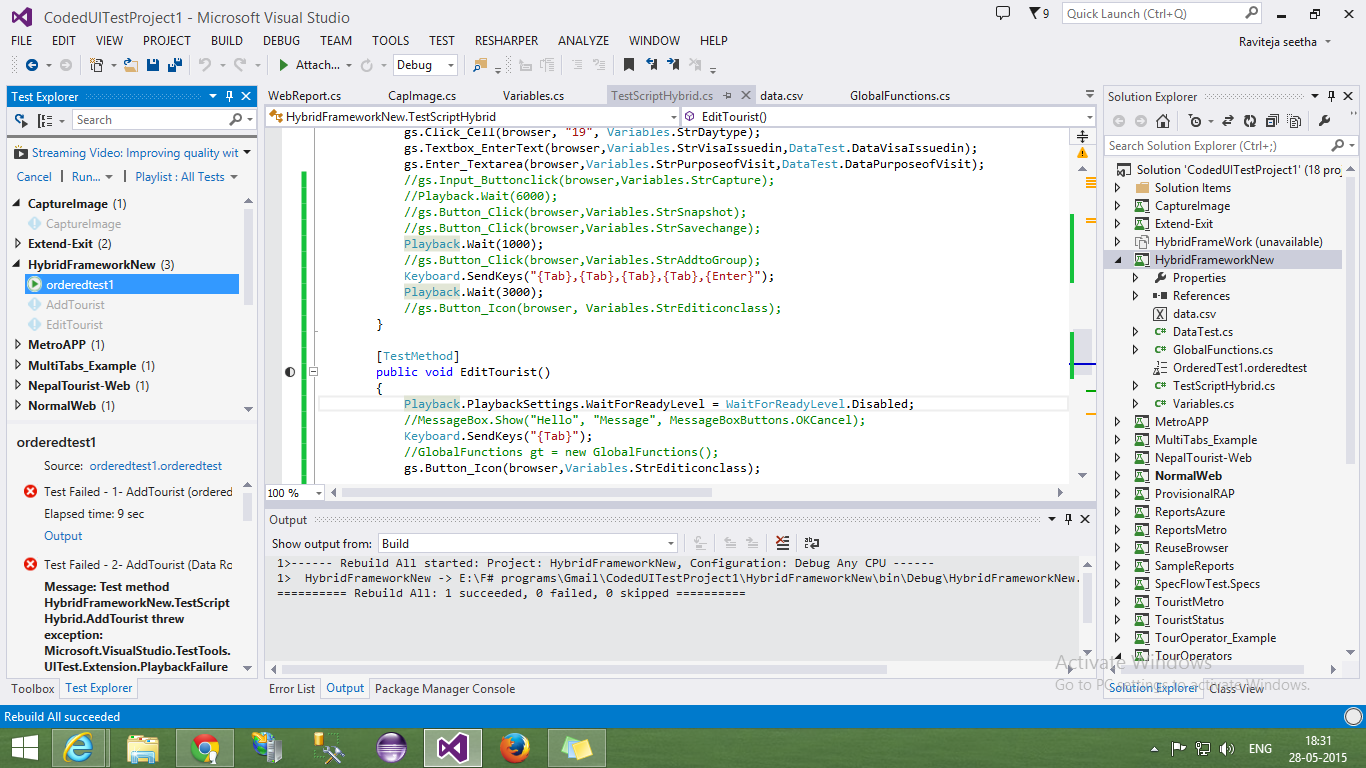 CodedUITestProject1 - Microsoft Visual Studio
9
Quick Launch (Ctrl+Q)
FILE EDIT VIEW PROJECT BUILD DEBUG TEAM TOOLS TEST RESHARPER ANALYZE WINDOW HELP
Raviteja seetha
Attach... Debug
Test Explorer
Search
Streaming Video: Improving quality wit
Cancel Run... Playlist : All Tests
CaptureImage (1)
CaptureImage
Extend-Exit (2)
HybridFrameworkNew (3)
orderedtest1
AddTourist
EditTourist
MetroAPP (1)
MultiTabs_Example (1)
NepalTourist-Web (1)
NormalWeb (1)
orderedtest1
Source: orderedtest1.orderedtest
Test Failed - 1- AddTourist (ordered
Elapsed time: 9 sec
Output
Test Failed - 2- AddTourist (Data Ro
Message: Test method
HybridFrameworkNew.TestScript
Hybrid.AddTourist threw
exception:
Microsoft.VisualStudio.TestTools.
UITest.Extension.PlaybackFailure
Toolbox Test Explorer
WebReport.cs CapImage.cs Variables.cs TestScriptHybrid.cs data.csv GlobalFunctions.cs
HybridFrameworkNew.TestScriptHybrid EditTourist()
gs.Click_Cell(browser, "19", Variables.StrDaytype);
gs.Textbox_EnterText(browser,Variables.StrVisaIssuedin,DataTest.DataVisaIssuedin);
gs.Enter_Textarea(browser,Variables.StrPurposeofVisit,DataTest.DataPurposeofVisit);
//gs.Input_Buttonclick(browser,Variables.StrCapture);
//Playback.Wait(6000);
//gs.Button_Click(browser,Variables.StrSnapshot);
//gs.Button_Click(browser,Variables.StrSavechange);
Playback.Wait(1000);
//gs.Button_Click(browser,Variables.StrAddtoGroup);
Keyboard.SendKeys("{Tab},{Tab},{Tab},{Tab},{Enter}");
Playback.Wait(3000);
//gs.Button_Icon(browser, Variables.StrEditiconclass);
}
[TestMethod]
public void EditTourist()
{
Playback.PlaybackSettings.WaitForReadyLevel = WaitForReadyLevel.Disabled;
//MessageBox.Show("Hello", "Message", MessageBoxButtons.OKCancel);
Keyboard.SendKeys("{Tab}");
//GlobalFunctions gt = new GlobalFunctions();
gs.Button_Icon(browser,Variables.StrEditiconclass);
100 %
Output
Show output from: Build
1>------ Rebuild All started: Project: HybridFrameworkNew, Configuration: Debug Any CPU ------
1>  HybridFrameworkNew -> E:\F# programs\Gmail\CodedUITestProject1\HybridFrameworkNew\bin\Debug\HybridFrameworkNew.
========== Rebuild All: 1 succeeded, 0 failed, 0 skipped ==========
Error List Output Package Manager Console
Solution Explorer
Search Solution Explorer (Ctrl+;)
Solution 'CodedUITestProject1' (18 proj
Solution Items
CaptureImage
Extend-Exit
HybridFrameWork (unavailable)
HybridFrameworkNew
Properties
References
data.csv
C# DataTest.cs
C# GlobalFunctions.cs
OrderedTest1.orderedtest
C# TestScriptHybrid.cs
C# Variables.cs
MetroAPP
MultiTabs_Example
NepalTourist-Web
NormalWeb
ProvisionalRAP
ReportsAzure
ReportsMetro
ReuseBrowser
SampleReports
SpecFlowTest.Specs
TouristMetro
TouristStatus
TourOperator_Example
TourOperators
Activate Windows
Go to PC settings to activate Windows.
Solution Explorer Class View
Rebuild All succeeded
ENG
18:31
28-05-2015